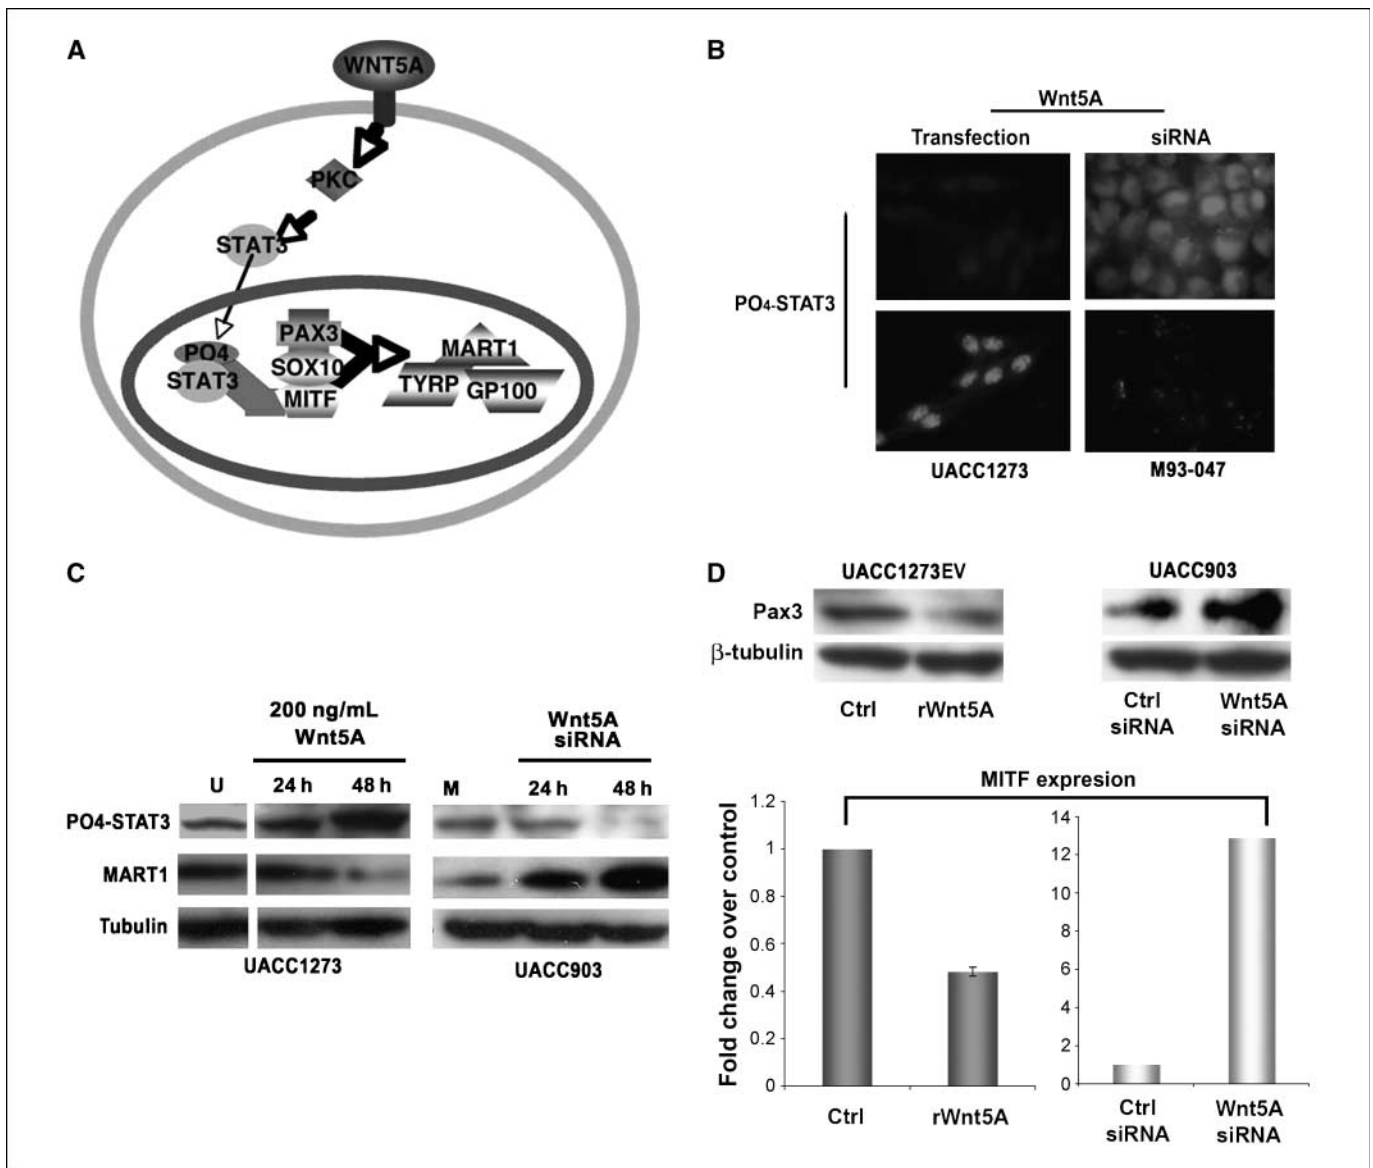 A
WNT5A
PKC
STAT3
PO4
STAT3
PAX3
SOX10
MITF
MART1
TYRP
GP100
B
Wnt5A
Transfection siRNA
PO4-STAT3
UACC1273 M93-047
C
200 ng/mL
Wnt5A
Wnt5A
siRNA
U 24 h 48 h M 24 h 48 h
PO4-STAT3
MART1
Tubulin
UACC1273 UACC903
D
UACC1273EV UACC903
Pax3
β-tubulin
Ctrl rWnt5A
Ctrl
siRNA
Wnt5A
siRNA
MITF expresion
Fold change over control
1.2
1
0.8
0.6
0.4
0.2
0
Ctrl rWnt5A
14
12
10
8
6
4
2
0
Ctrl
siRNA
Wnt5A
siRNA